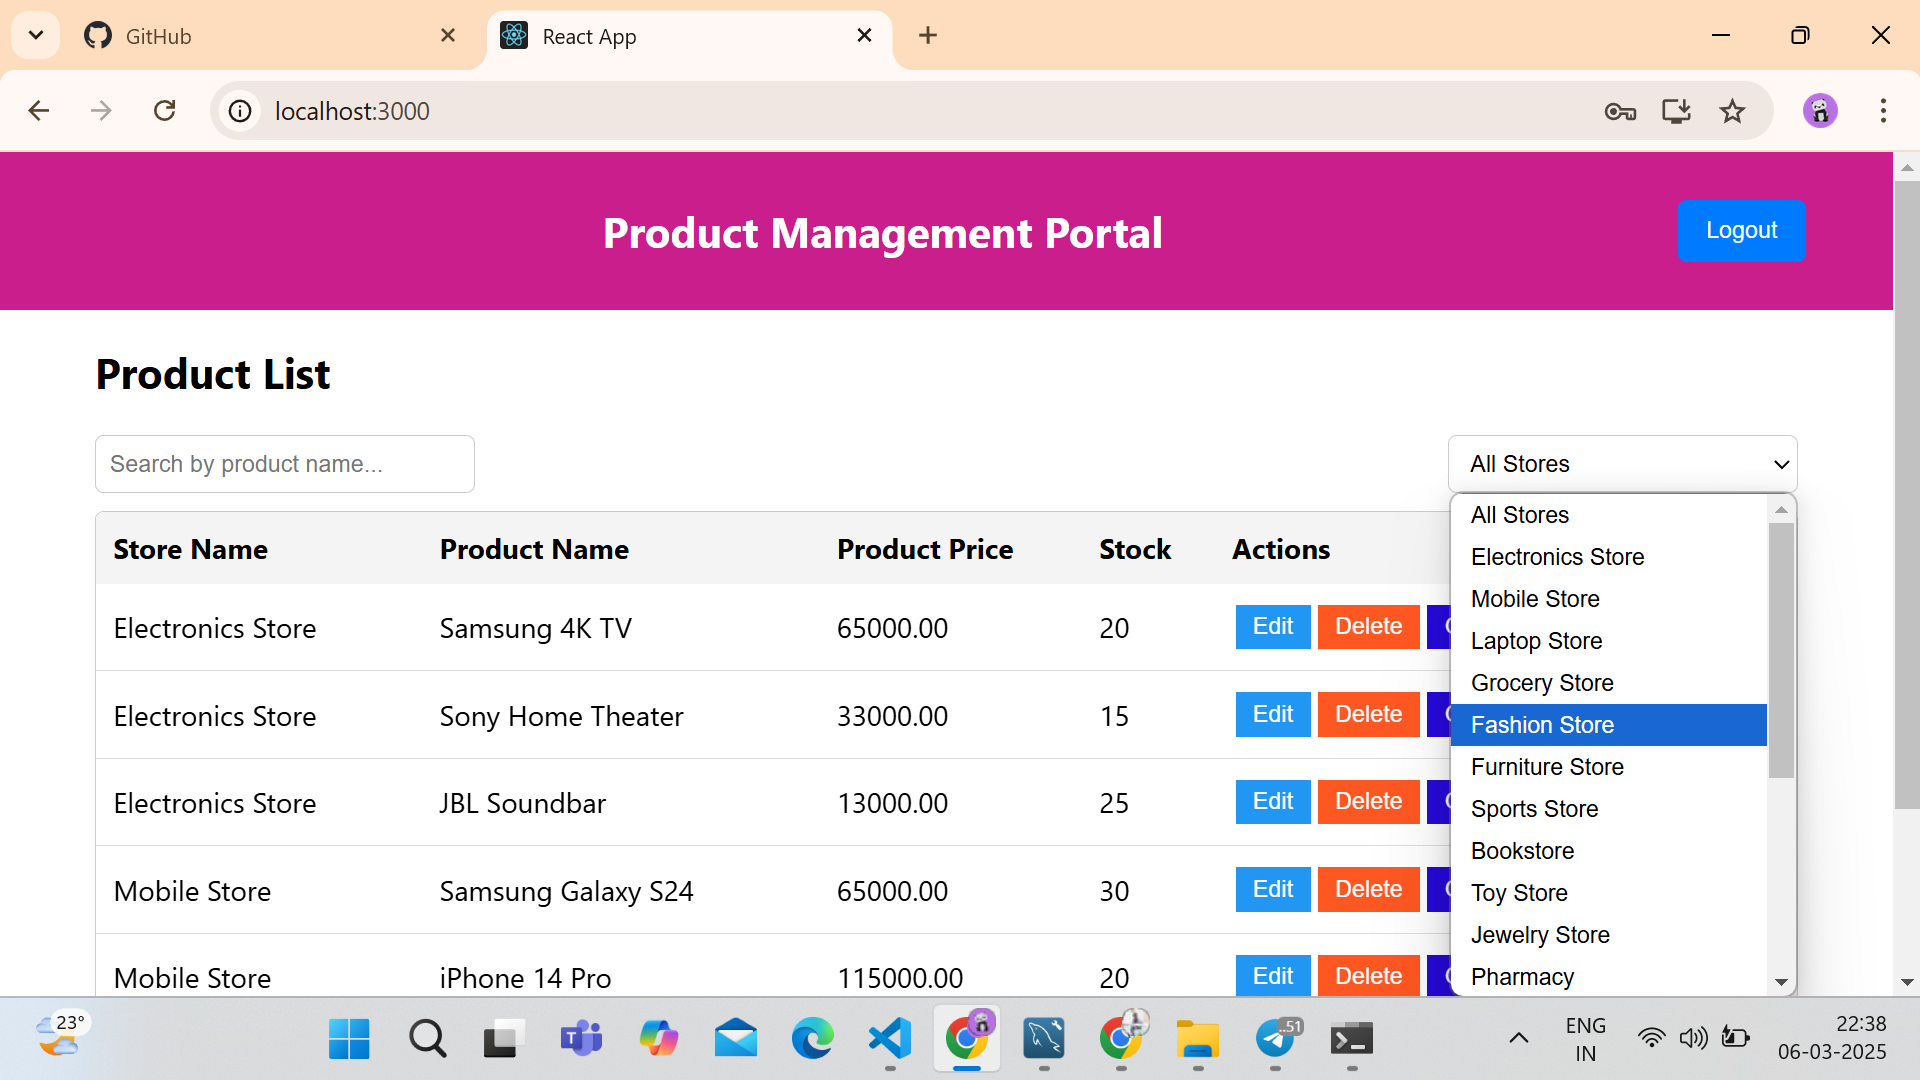 GitHub
React App
localhost:3000
Product Management Portal
Logout
Product List
Search by product name...
All Stores
All Stores
Electronics Store
Mobile Store
Laptop Store
Grocery Store
Fashion Store
Furniture Store
Sports Store
Bookstore
Toy Store
Jewelry Store
Pharmacy
Store Name Product Name Product Price Stock Actions
Electronics Store Samsung 4K TV 65000.00 20 Edit Delete
Electronics Store Sony Home Theater 33000.00 15 Edit Delete
Electronics Store JBL Soundbar 13000.00 25 Edit Delete
Mobile Store Samsung Galaxy S24 65000.00 30 Edit Delete
Mobile Store iPhone 14 Pro 115000.00 20 Edit Delete
23°
..51
ENG
IN
22:38
06-03-2025